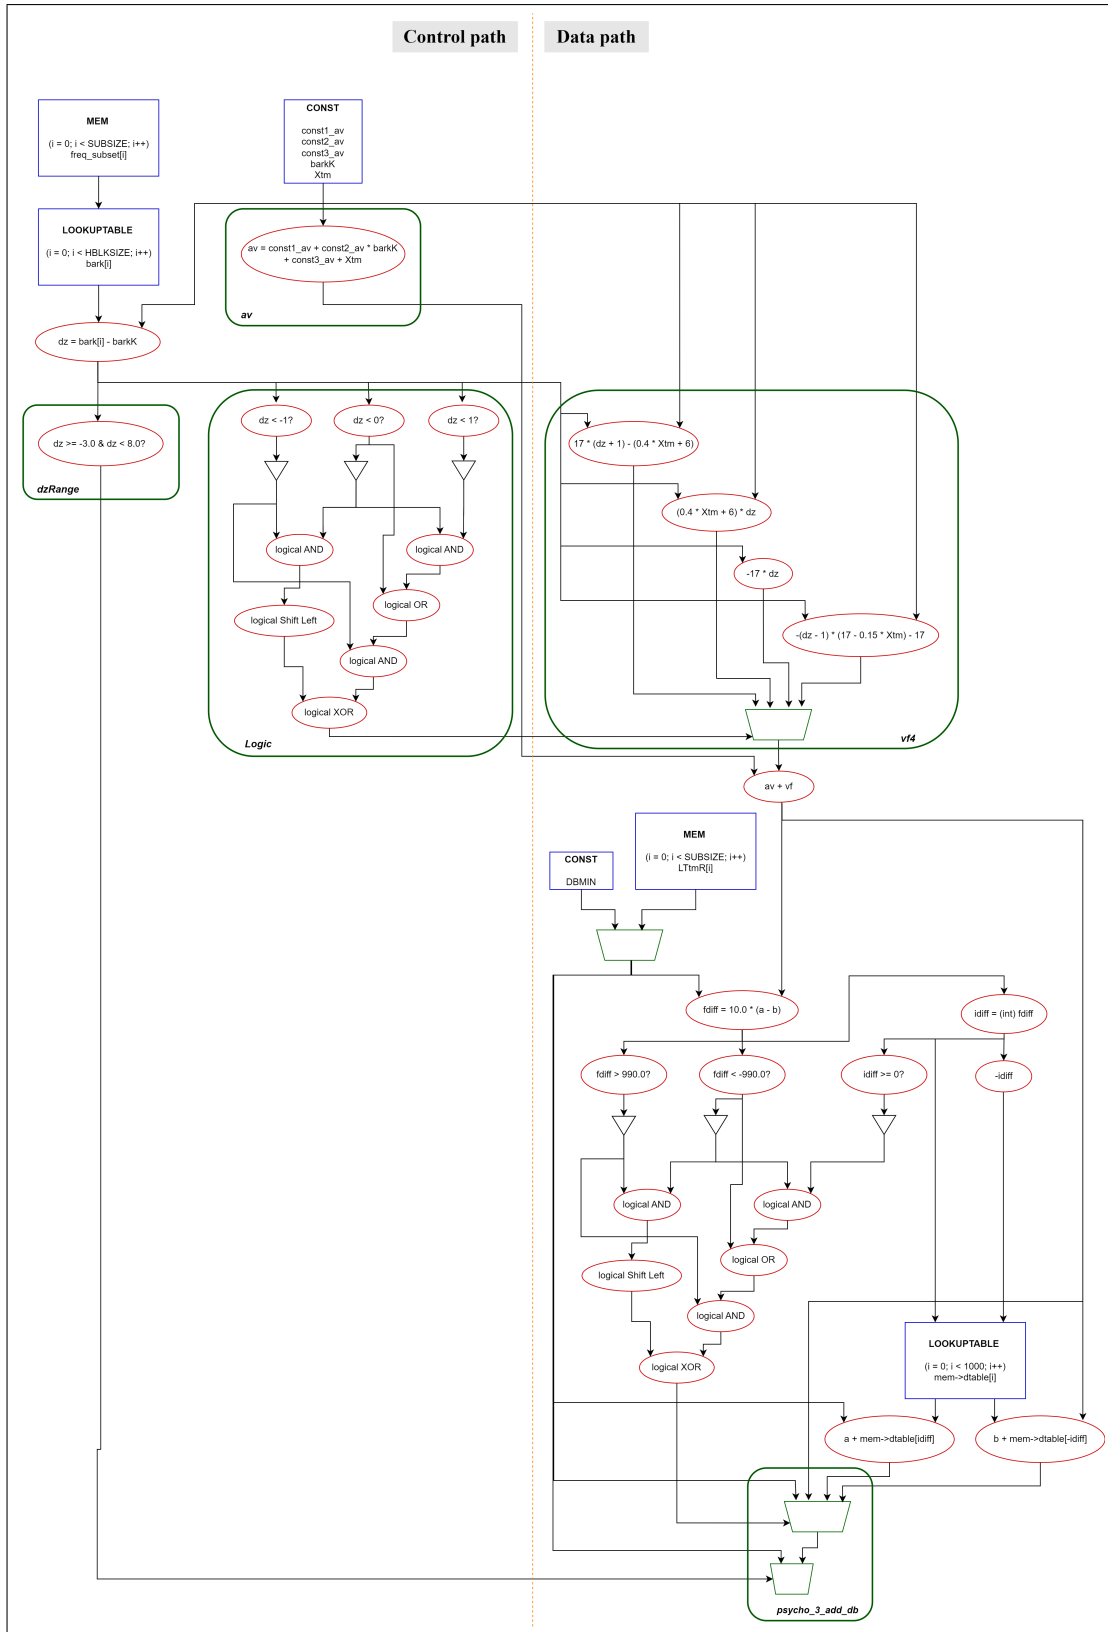 Control path
Data path
MEM
(i = 0; i < SUBSIZE; i++)
freq_subset[i]
CONST
const1_av
const2_av
const3_av
barkK
Xtm
LOOKUPTABLE
(i = 0; i < HBLKSIZE; i++)
bark[i]
av = const1_av + const2_av * barkK
+ const3_av + Xtm
av
dz = bark[i] - barkK
dz >= -3.0 & dz < 8.0?
dzRange
dz < -1?
dz < 0?
dz < 1?
logical AND
logical AND
logical OR
logical Shift Left
logical AND
logical XOR
Logic
17 * (dz + 1) - (0.4 * Xtm + 6)
(0.4 * Xtm + 6) * dz
-17 * dz
-(dz - 1) * (17 - 0.15 * Xtm) - 17
vf4
av + vf
MEM
(i = 0; i < SUBSIZE; i++)
LTtmR[i]
CONST
DBMIN
fdiff = 10.0 * (a - b)
idiff = (int) fdiff
fdiff > 990.0?
fdiff < -990.0?
idiff >= 0?
-idiff
logical AND
logical AND
logical OR
logical Shift Left
logical AND
logical XOR
LOOKUPTABLE
(i = 0; i < 1000; i++)
mem->dtable[i]
a + mem->dtable[idiff]
b + mem->dtable[-idiff]
psycho_3_add_db